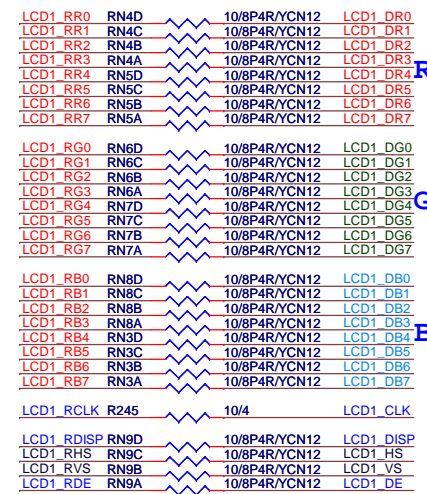 LCD1_RR0 RN4D 10/8P4R/YCN12 LCD1_DR0
LCD1_RR1 RN4C 10/8P4R/YCN12 LCD1_DR1
LCD1_RR2 RN4B 10/8P4R/YCN12 LCD1_DR2
LCD1_RR3 RN4A 10/8P4R/YCN12 LCD1_DR3
R
LCD1_RR4 RN5D 10/8P4R/YCN12 LCD1_DR4
LCD1_RR5 RN5C 10/8P4R/YCN12 LCD1_DR5
LCD1_RR6 RN5B 10/8P4R/YCN12 LCD1_DR6
LCD1_RR7 RN5A 10/8P4R/YCN12 LCD1_DR7
LCD1_RG0 RN6D 10/8P4R/YCN12 LCD1_DG0
LCD1_RG1 RN6C 10/8P4R/YCN12 LCD1_DG1
LCD1_RG2 RN6B 10/8P4R/YCN12 LCD1_DG2
LCD1_RG3 RN6A 10/8P4R/YCN12 LCD1_DG3
G
LCD1_RG4 RN7D 10/8P4R/YCN12 LCD1_DG4
LCD1_RG5 RN7C 10/8P4R/YCN12 LCD1_DG5
LCD1_RG6 RN7B 10/8P4R/YCN12 LCD1_DG6
LCD1_RG7 RN7A 10/8P4R/YCN12 LCD1_DG7
LCD1_RB0 RN8D 10/8P4R/YCN12 LCD1_DB0
LCD1_RB1 RN8C 10/8P4R/YCN12 LCD1_DB1
LCD1_RB2 RN8B 10/8P4R/YCN12 LCD1_DB2
LCD1_RB3 RN8A 10/8P4R/YCN12 LCD1_DB3
B
LCD1_RB4 RN3D 10/8P4R/YCN12 LCD1_DB4
LCD1_RB5 RN3C 10/8P4R/YCN12 LCD1_DB5
LCD1_RB6 RN3B 10/8P4R/YCN12 LCD1_DB6
LCD1_RB7 RN3A 10/8P4R/YCN12 LCD1_DB7
LCD1_RCLK R245 10/4 LCD1_CLK
LCD1_RDISP RN9D 10/8P4R/YCN12 LCD1_DISP
LCD1_RHS RN9C 10/8P4R/YCN12 LCD1_HS
LCD1_RVS RN9B 10/8P4R/YCN12 LCD1_VS
LCD1_RDE RN9A 10/8P4R/YCN12 LCD1_DE